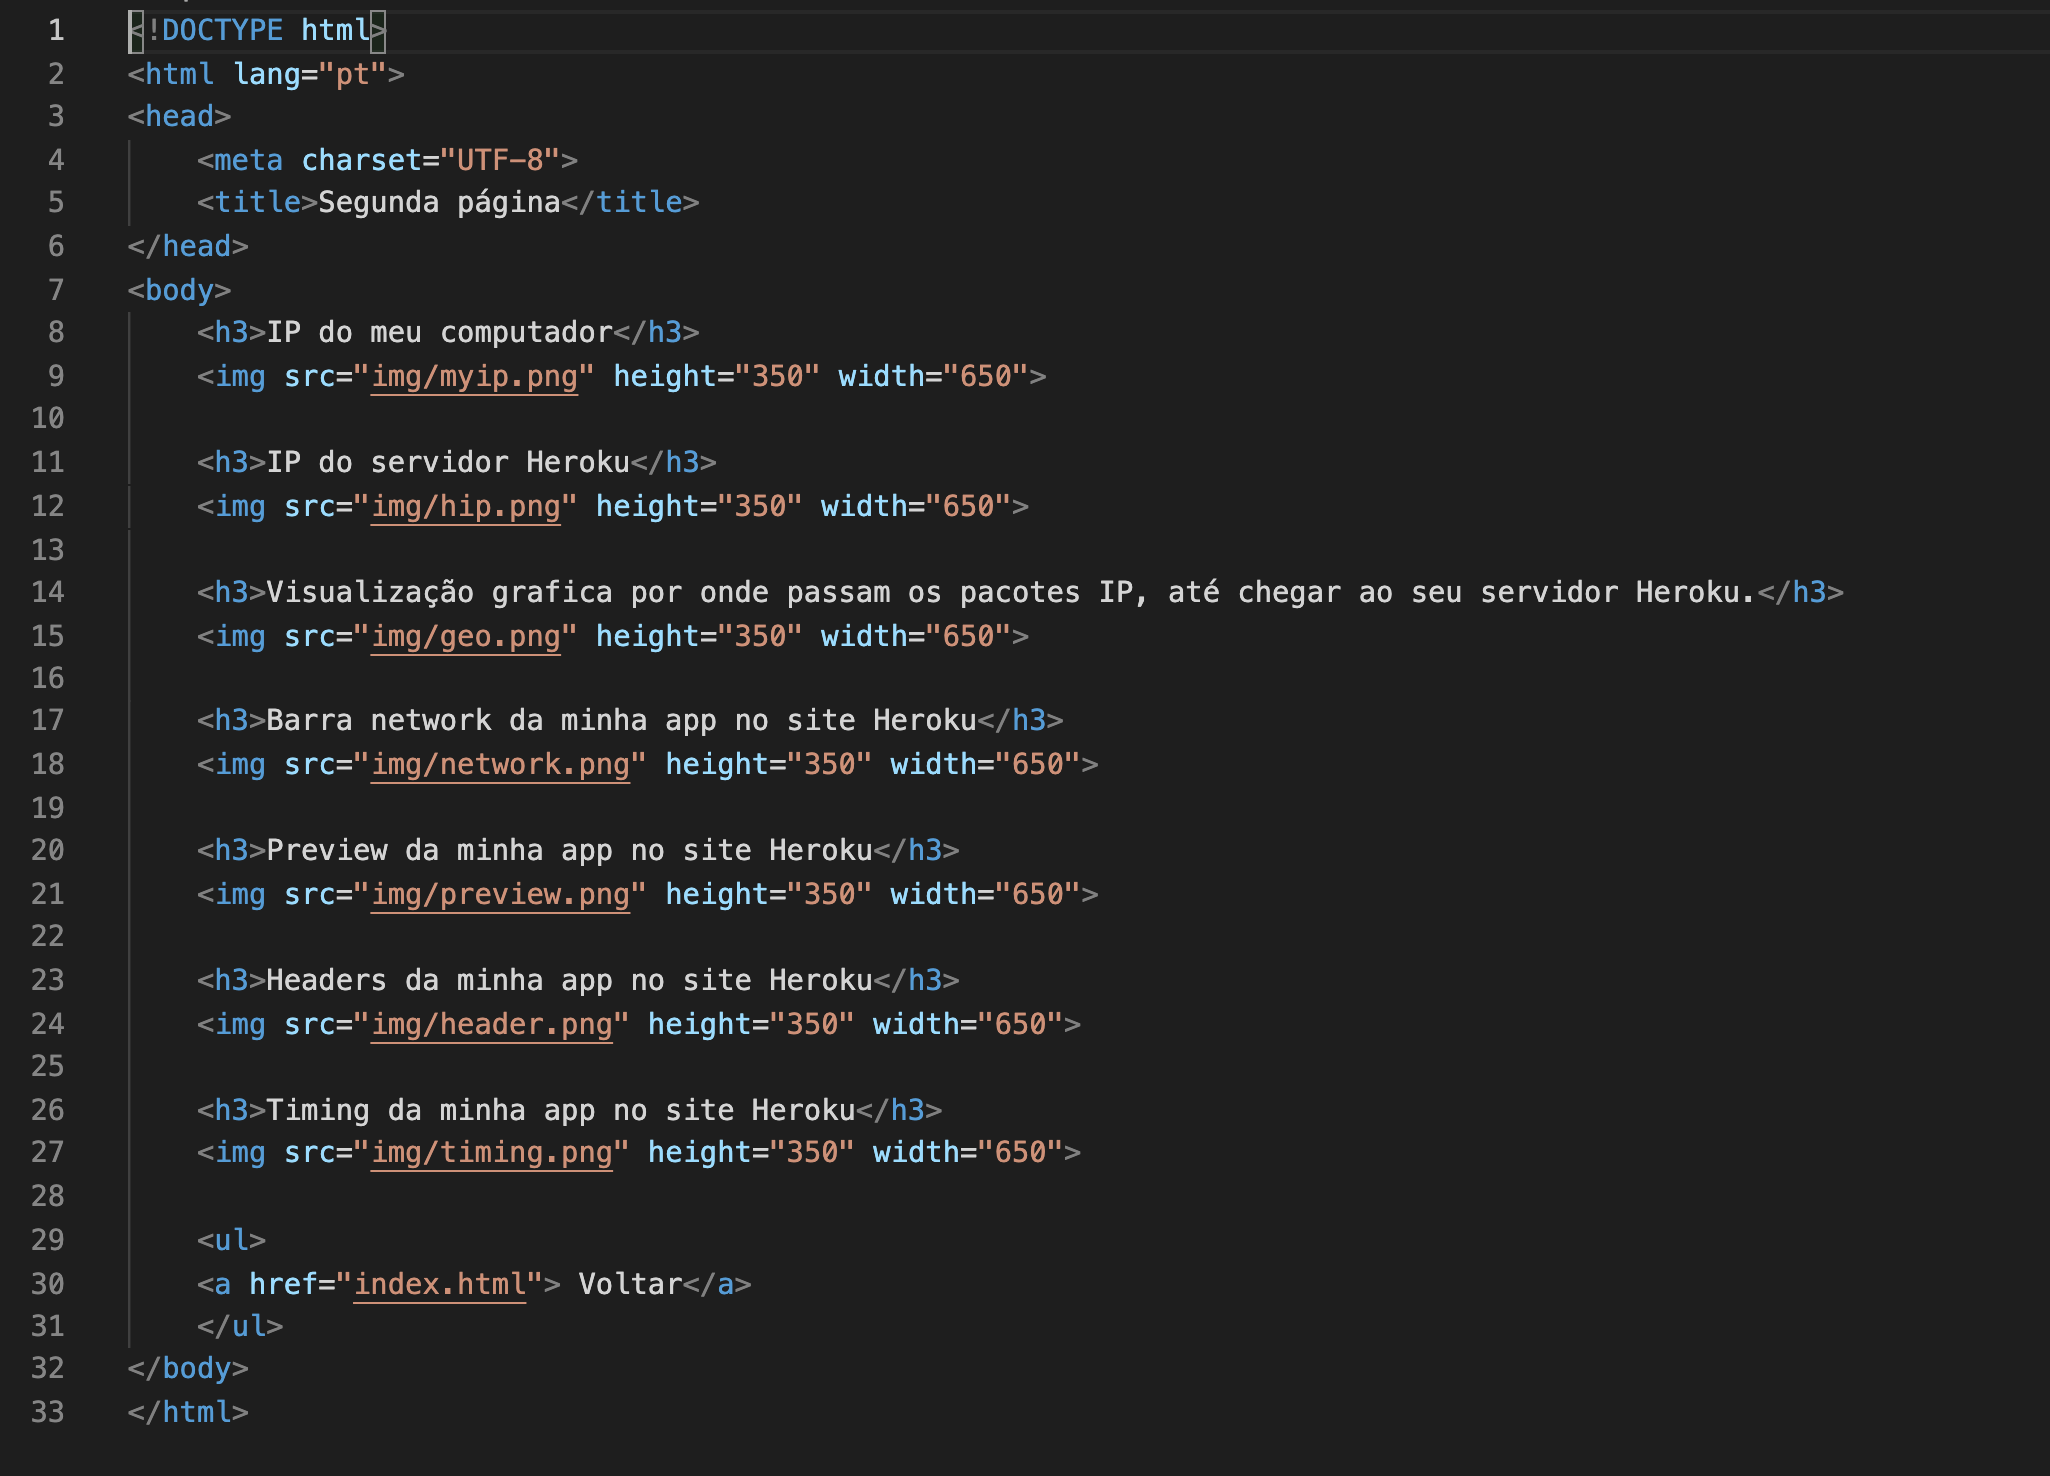 1 <!DOCTYPE html>
2 <html lang="pt">
3 <head>
4     <meta charset="UTF-8">
5     <title>Segunda página</title>
6 </head>
7 <body>
8     <h3>IP do meu computador</h3>
9     <img src="img/myip.png" height="350" width="650">
10
11     <h3>IP do servidor Heroku</h3>
12     <img src="img/hip.png" height="350" width="650">
13
14     <h3>Visualização grafica por onde passam os pacotes IP, até chegar ao seu servidor Heroku.</h3>
15     <img src="img/geo.png" height="350" width="650">
16
17     <h3>Barra network da minha app no site Heroku</h3>
18     <img src="img/network.png" height="350" width="650">
19
20     <h3>Preview da minha app no site Heroku</h3>
21     <img src="img/preview.png" height="350" width="650">
22
23     <h3>Headers da minha app no site Heroku</h3>
24     <img src="img/header.png" height="350" width="650">
25
26     <h3>Timing da minha app no site Heroku</h3>
27     <img src="img/timing.png" height="350" width="650">
28
29     <ul>
30     <a href="index.html"> Voltar</a>
31     </ul>
32 </body>
33 </html>